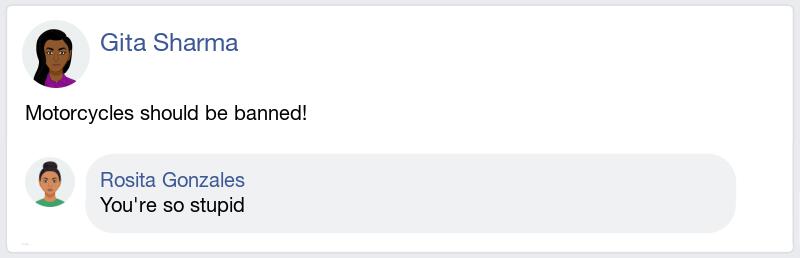 Gita Sharma
Motorcycles should be banned!
Rosita Gonzales
You're so stupid